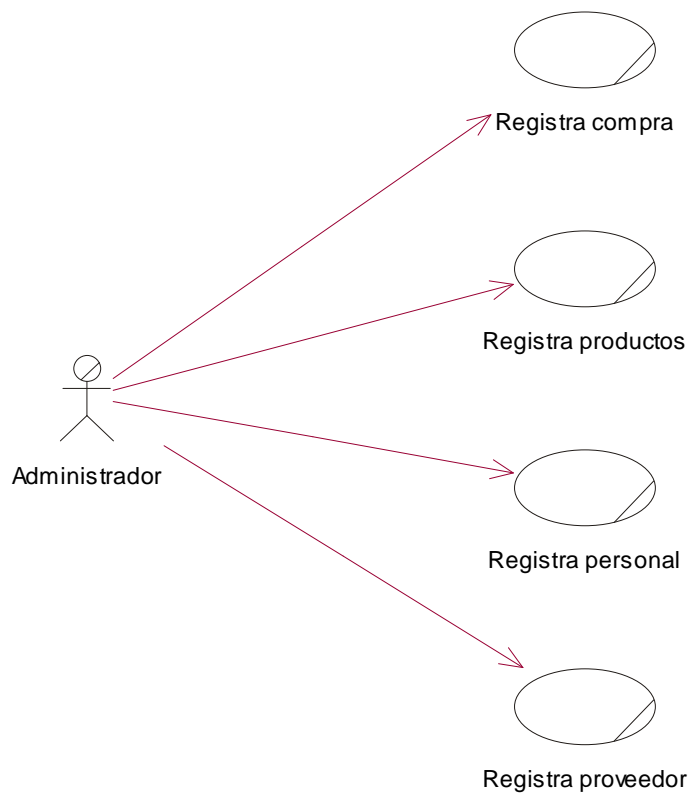 Registra compra
Registra productos
Administrador
Registra personal
Registra proveedor